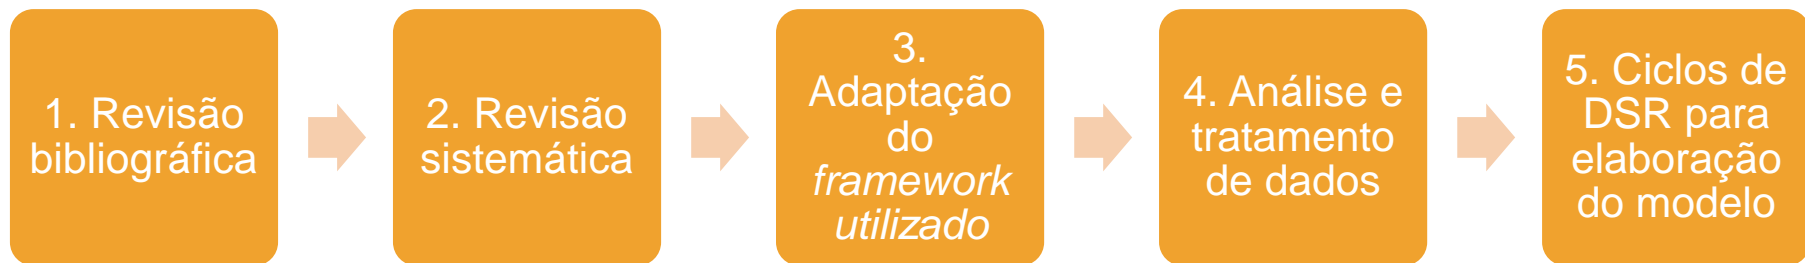 1. Revisão
bibliográfica
2. Revisão
sistemática
3.
Adaptação
do
framework
utilizado
4. Análise e
tratamento
de dados
5. Ciclos de
DSR para
elaboração
do modelo